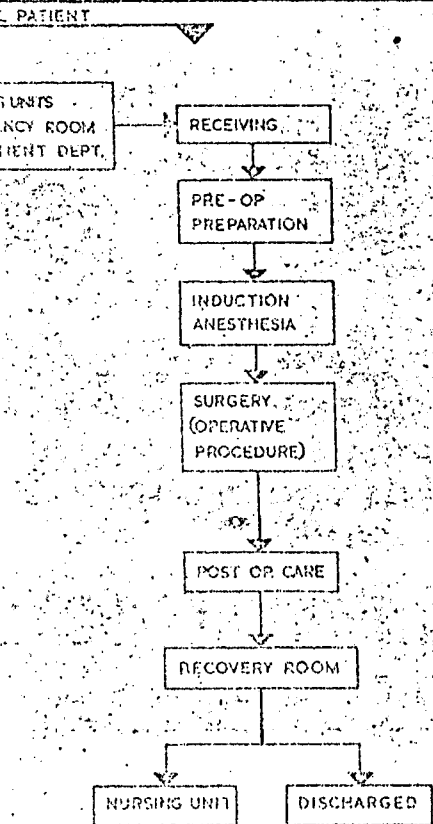 PATIENT
UNITS
ROOM
DEPT.
RECEIVING
PRE-OP
PREPARATION
INDUCTION
ANESTHESIA
SURGERY
(OPERATIVE
PROCEDURE)
POST OP CARE
RECOVERY ROOM
NURSING UNIT
DISCHARGED